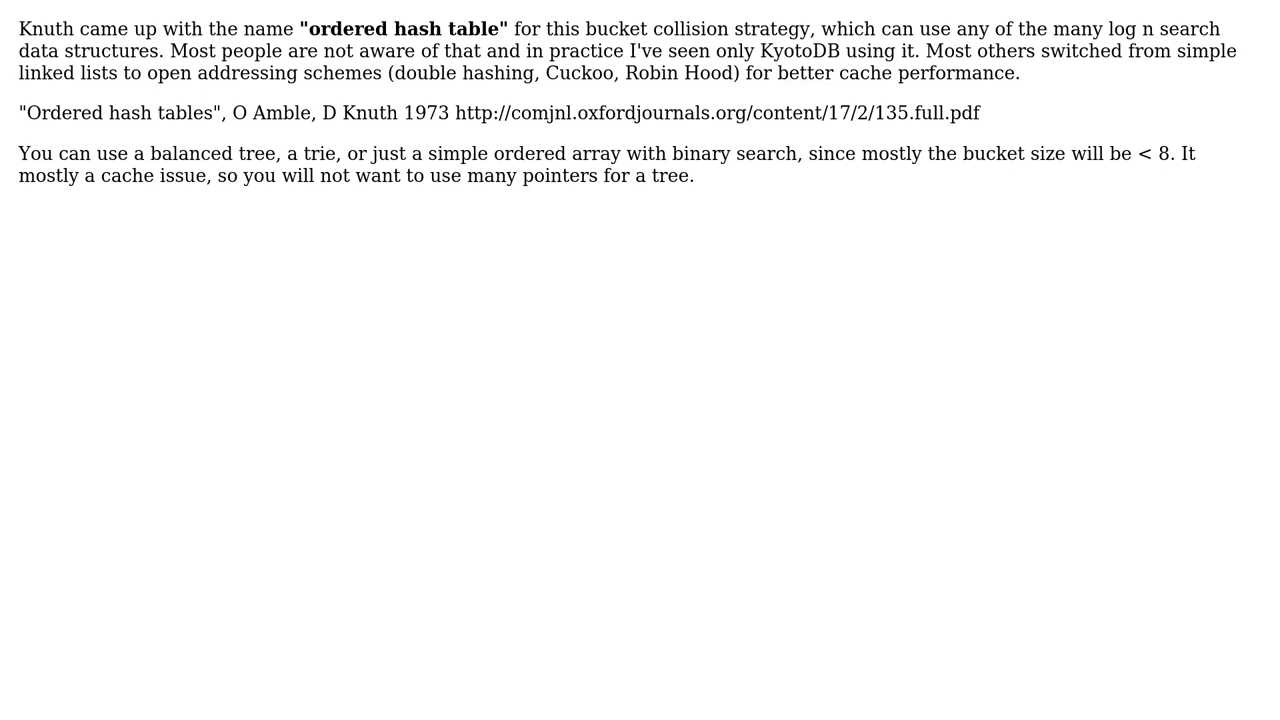 Knuth came up with the name "ordered hash table" for this bucket collision strategy, which can use any of the many log n search
data structures. Most people are not aware of that and in practice I've seen only KyotoDB using it. Most others switched from simple
linked lists to open addressing schemes (double hashing, Cuckoo, Robin Hood) for better cache performance.
"Ordered hash tables", O Amble, D Knuth 1973 http://comjnl.oxfordjournals.org/content/17/2/135.full.pdf
You can use a balanced tree, a trie, or just a simple ordered array with binary search, since mostly the bucket size will be < 8. It
mostly a cache issue, so you will not want to use many pointers for a tree.